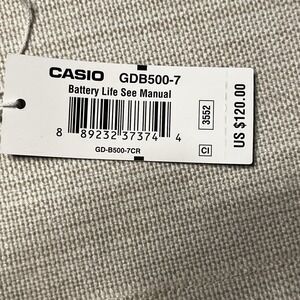 CASIO GDB500-7
Battery Life See Manual
8 89232 37374 4
GD-B500-7CR
3552
CI
US $120.00